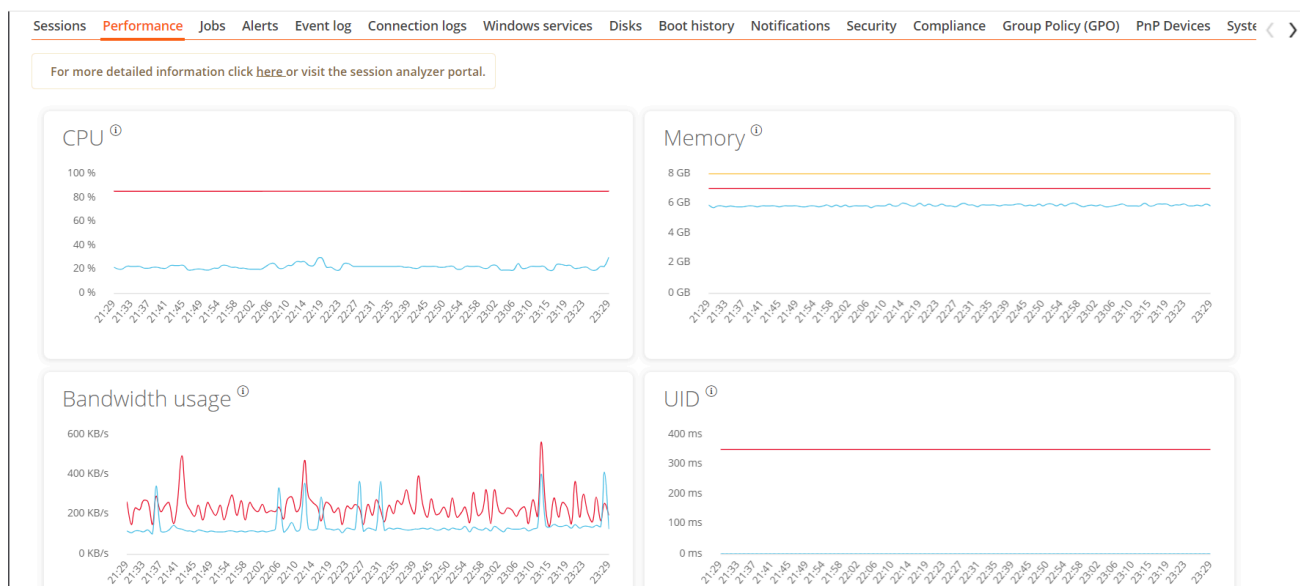 Sessions Performance Jobs Alerts Event log Connection logs Windows services Disks Boot history Notifications Security Compliance Group Policy (GPO) PnP Devices Syste
For more detailed information click here or visit the session analyzer portal.
CPU
100 %
80 %
60 %
40 %
20 %
0 %
21:29 21:33 21:37 21:41 21:45 21:49 21:54 21:58 22:02 22:06 22:10 22:14 22:19 22:23 22:27 22:31 22:35 22:39 22:45 22:50 22:54 22:58 23:02 23:06 23:10 23:15 23:19 23:23 23:29
Memory
8 GB
6 GB
4 GB
2 GB
0 GB
21:29 21:33 21:37 21:41 21:45 21:49 21:54 21:58 22:02 22:06 22:10 22:14 22:19 22:23 22:27 22:31 22:35 22:39 22:45 22:50 22:54 22:58 23:02 23:06 23:10 23:15 23:19 23:23 23:29
Bandwidth usage
600 KB/s
400 KB/s
200 KB/s
0 KB/s
21:29 21:33 21:37 21:41 21:45 21:49 21:54 21:58 22:02 22:06 22:10 22:14 22:19 22:23 22:27 22:31 22:35 22:39 22:45 22:50 22:54 22:58 23:02 23:06 23:10 23:15 23:19 23:23 23:29
UID
400 ms
300 ms
200 ms
100 ms
0 ms
21:29 21:33 21:37 21:41 21:45 21:49 21:54 21:58 22:02 22:06 22:10 22:14 22:19 22:23 22:27 22:31 22:35 22:39 22:45 22:50 22:54 22:58 23:02 23:06 23:10 23:15 23:19 23:23 23:29